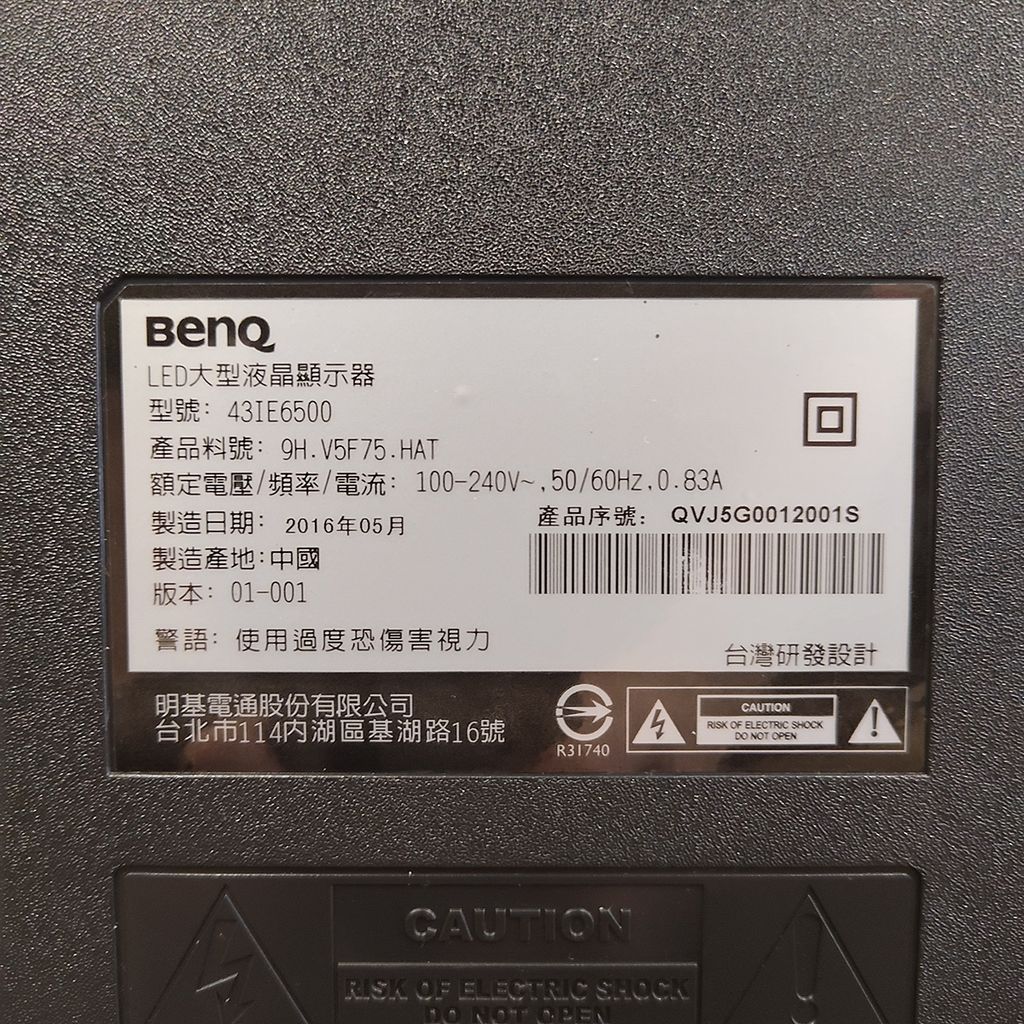 BenQ
LED大型液晶顯示器
型號: 43IE6500
產品料號: 9H.V5F75.HAT
額定電壓/頻率/電流: 100-240V~,50/60Hz,0.83A
製造日期: 2016年05月
產品序號: QVJ5G0012001S
製造產地:中國
版本: 01-001
警語: 使用過度恐傷害視力
台灣研發設計
明基電通股份有限公司
台北市114內湖區基湖路16號
R31740
CAUTION
RISK OF ELECTRIC SHOCK
DO NOT OPEN
CAUTION
RISK OF ELECTRIC SHOCK
DO NOT OPEN